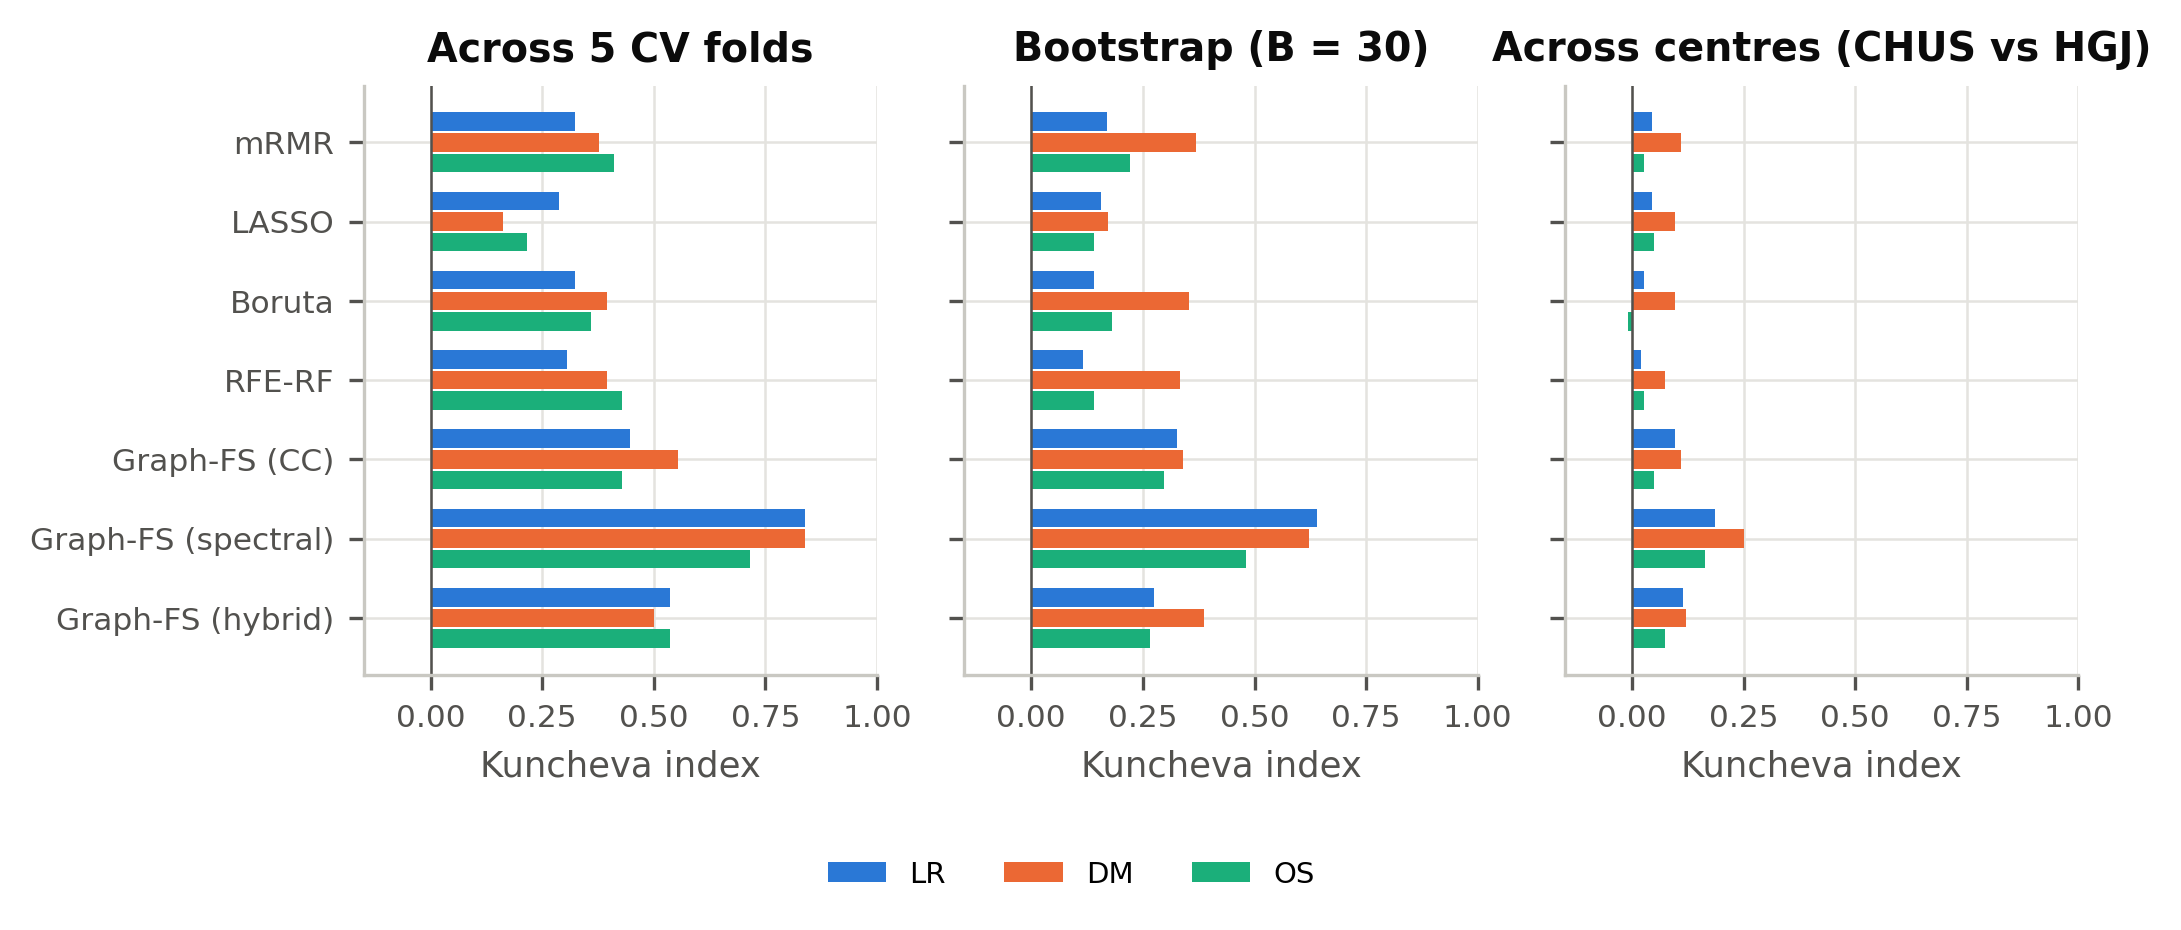 Across 5 CV folds
Bootstrap (B = 30)
Across centres (CHUS vs HGJ)
mRMR
LASSO
Boruta
RFE-RF
Graph-FS (CC)
Graph-FS (spectral)
Graph-FS (hybrid)
0.00 0.25 0.50 0.75 1.00
0.00 0.25 0.50 0.75 1.00
0.00 0.25 0.50 0.75 1.00
Kuncheva index
Kuncheva index
Kuncheva index
LR DM OS